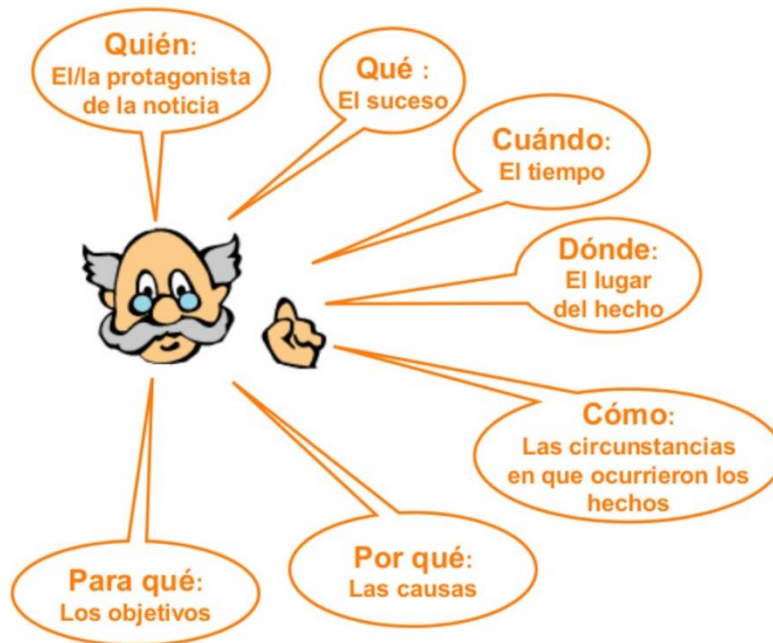 Quién:
El/la protagonista
de la noticia
Qué :
El suceso
Cuándo:
El tiempo
Dónde:
El lugar
del hecho
Cómo:
Las circunstancias
en que ocurrieron los
hechos
Por qué:
Las causas
Para qué:
Los objetivos